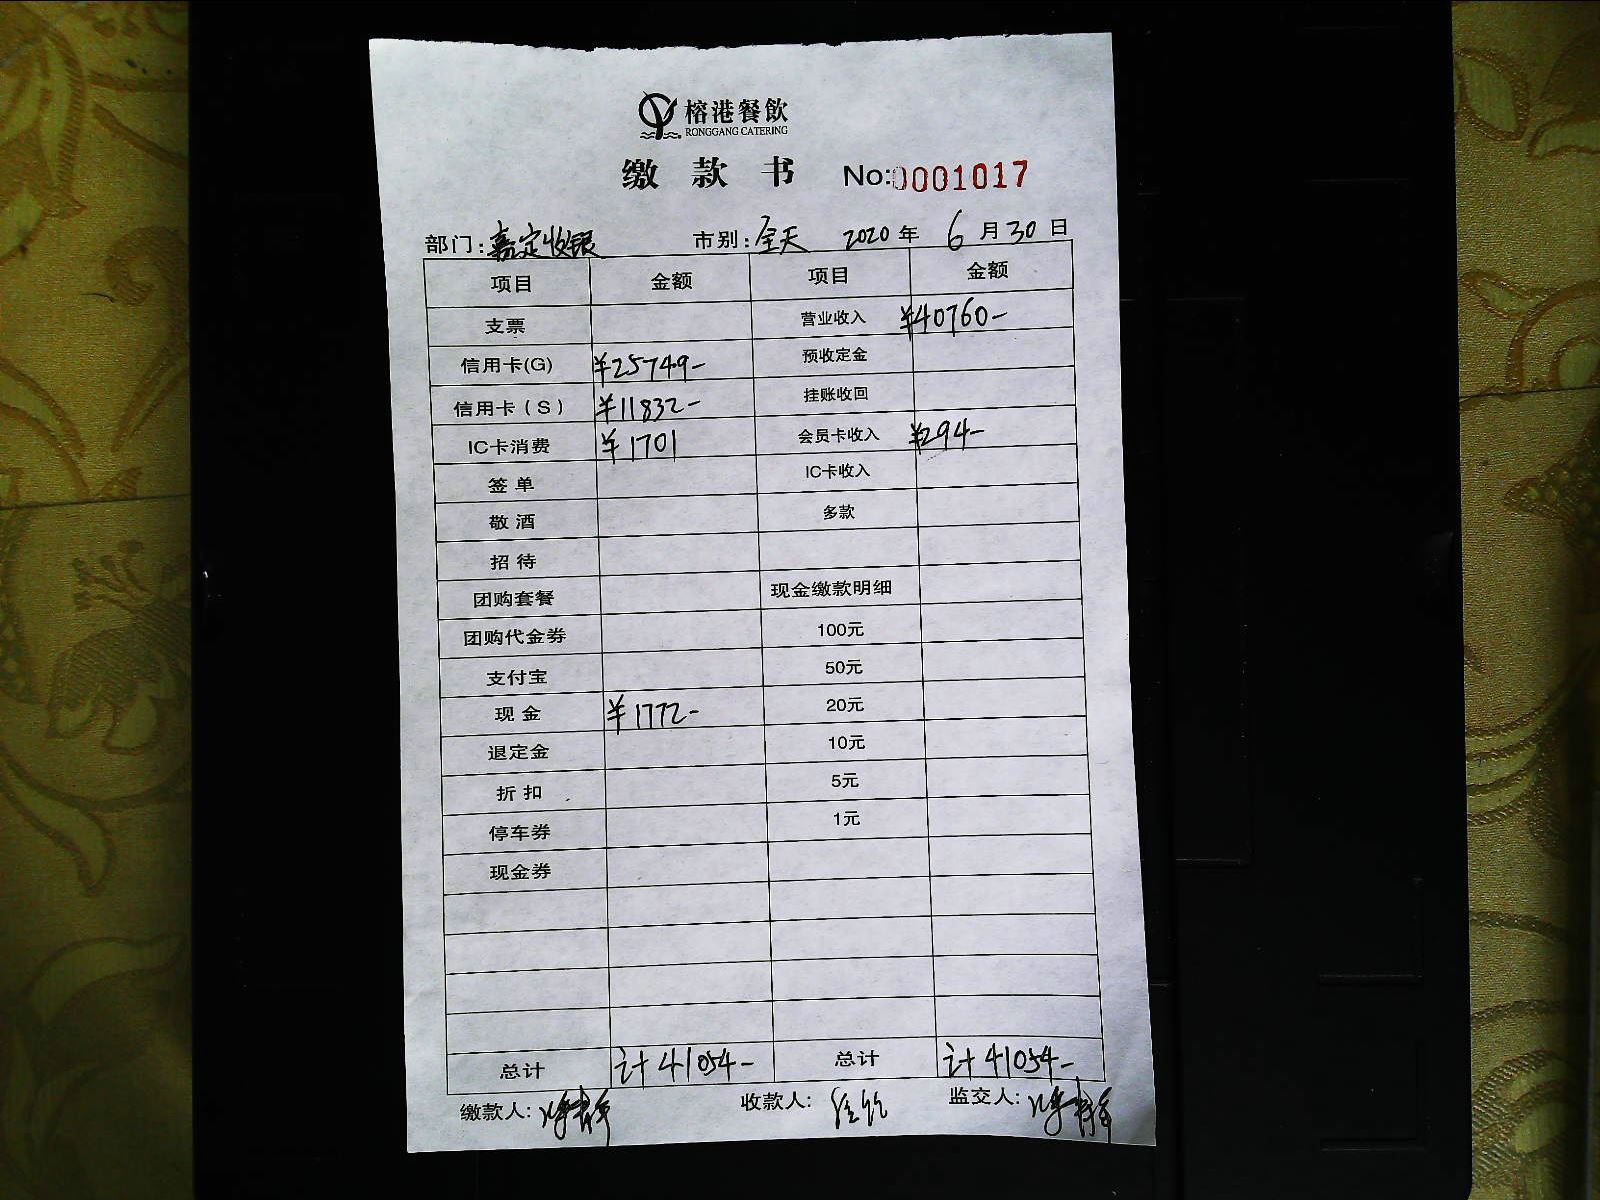 榕港餐飲
RONGGANG CATERING
缴款书 No:0001017
部门:嘉定收银 市别:全天 2020年6月30日
项目 金额 项目 金额
支票 营业收入 ¥40760-
信用卡(G) ¥25749- 预收定金
信用卡(S) ¥11832- 挂账收回
IC卡消费 ¥1701 会员卡收入 ¥294-
签单 IC卡收入
敬酒 多款
招待
团购套餐 现金缴款明细
团购代金券 100元
支付宝 50元
现金 ¥1772- 20元
退定金 10元
折扣 5元
停车券 1元
现金券
总计 计41054- 总计 计41054-
缴款人: 收款人: 监交人: